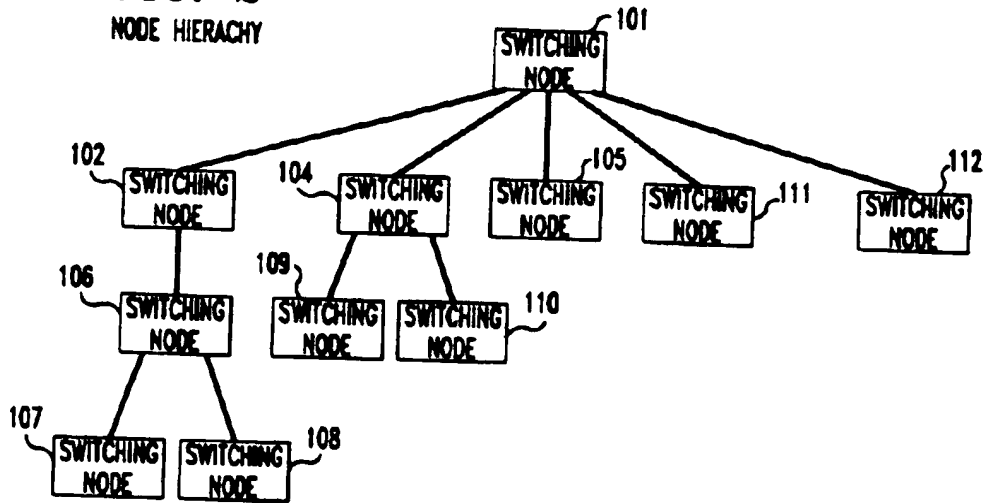 NODE HIERACHY
101
SWITCHING
NODE
102
SWITCHING
NODE
104
SWITCHING
NODE
105
SWITCHING
NODE
111
SWITCHING
NODE
112
SWITCHING
NODE
106
SWITCHING
NODE
109
SWITCHING
NODE
110
SWITCHING
NODE
107
SWITCHING
NODE
108
SWITCHING
NODE